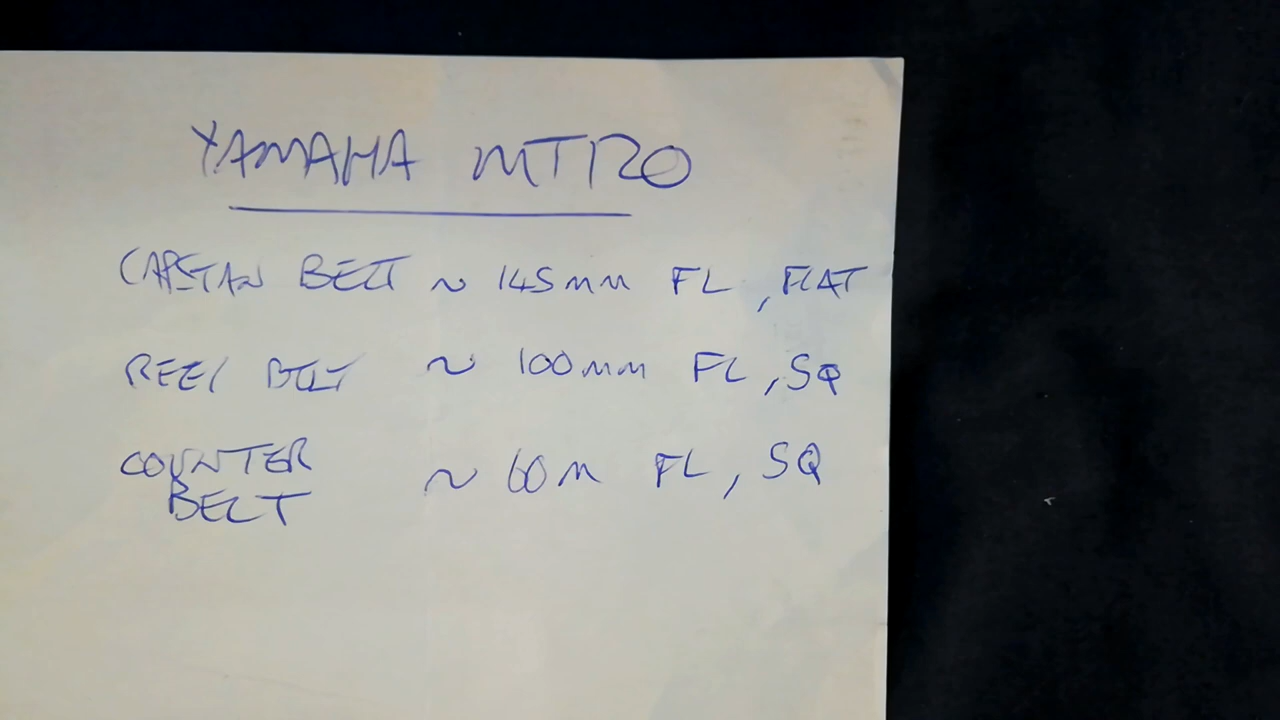 YAMAHA MT120
CAPSTAN BELT ~ 145mm FL, FLAT
REEL BELT ~ 100mm FL, SQ
COUNTER BELT ~ 60m FL, SQ